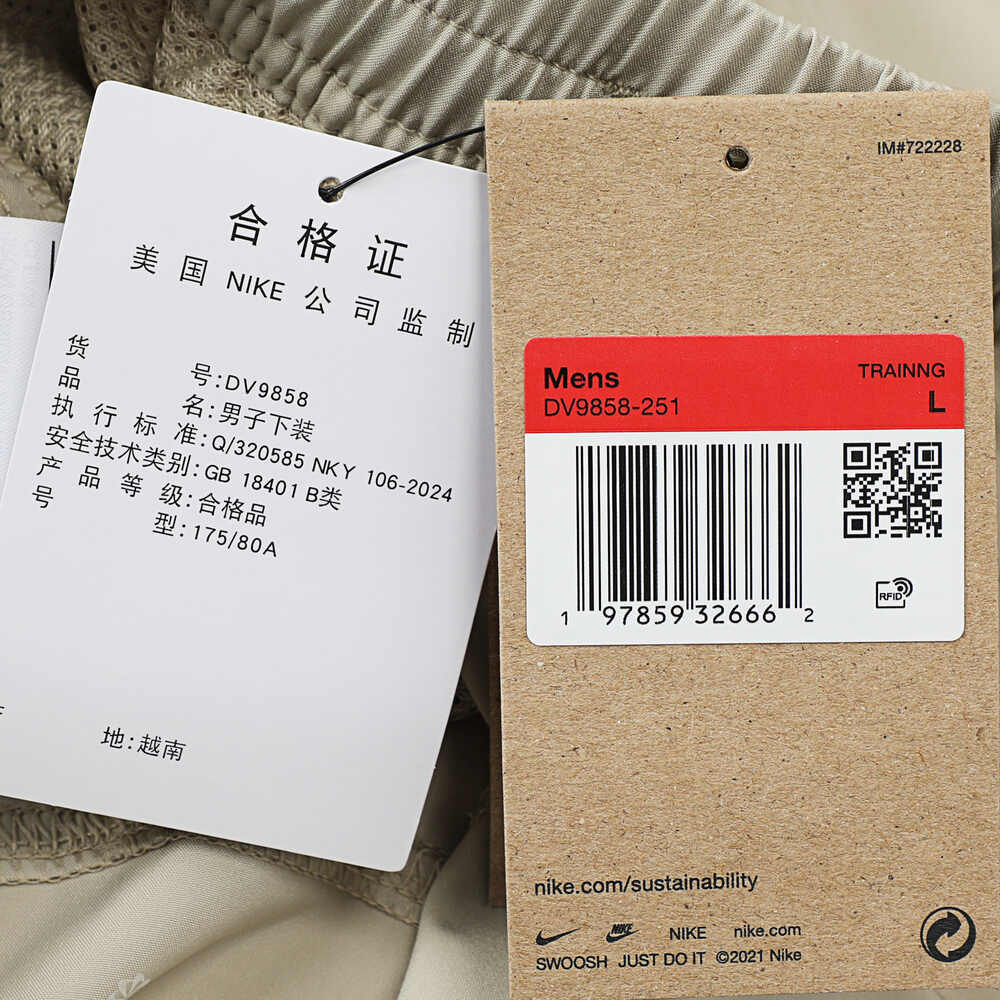 合格证
美国 NIKE 公司监制
货号:DV9858
品名:男子下装
执行标准:Q/320585 NKY 106-2024
安全技术类别:GB 18401 B类
产品等级:合格品
号型:175/80A
地:越南
IM#722228
Mens
TRAINNG
DV9858-251
L
1 97859 32666 2
RFID
nike.com/sustainability
NIKE NIKE nike.com
SWOOSH JUST DO IT ©2021 Nike